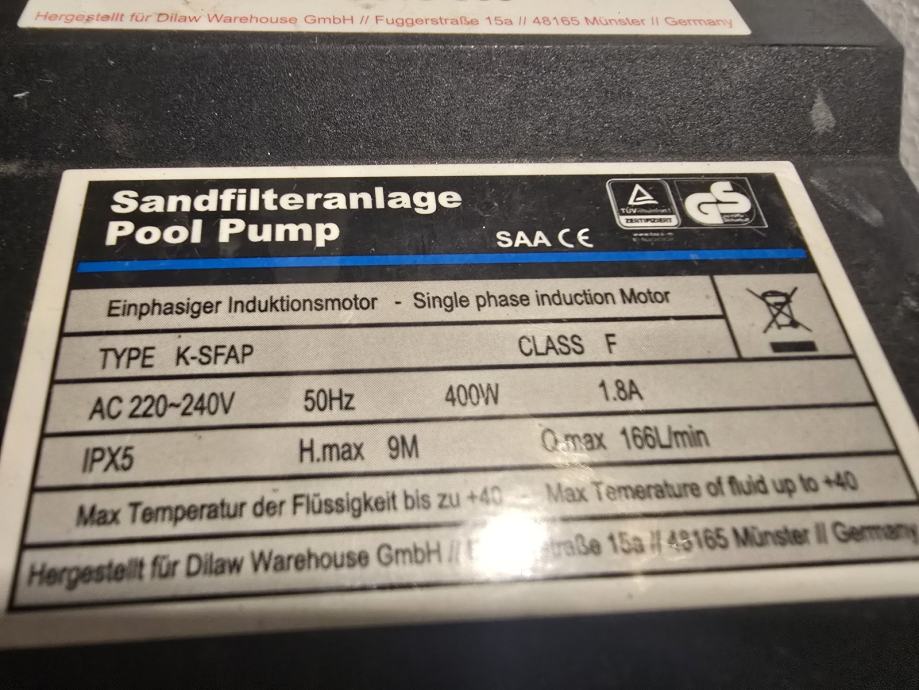 Hergestellt für Dilaw Warehouse GmbH // Fuggerstraße 15a // 48165 Münster // Germany
Sandfilteranlage
Pool Pump
SAA CE
TÜV
ZERTIFIZIERT
GS
Einphasiger Induktionsmotor - Single phase induction Motor
TYPE K-SFAP CLASS F
AC 220~240V 50Hz 400W 1.8A
IPX5 H.max 9M Q.max 166L/min
Max Temperatur der Flüssigkeit bis zu +40 - Max Temerature of fluid up to +40
Hergestellt für Dilaw Warehouse GmbH // 15a // 48165 Münster // Germany